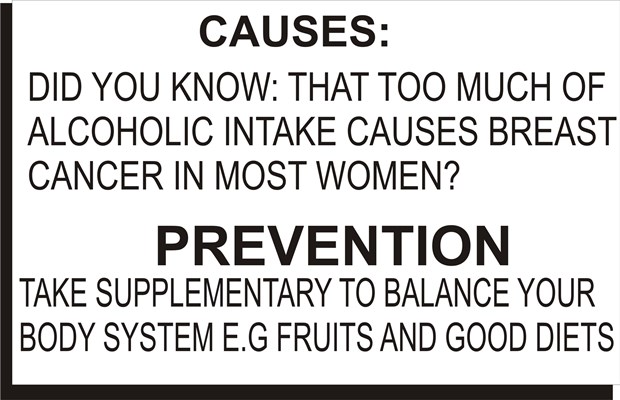 CAUSES:
DID YOU KNOW: THAT TOO MUCH OF
ALCOHOLIC INTAKE CAUSES BREAST
CANCER IN MOST WOMEN?
PREVENTION
TAKE SUPPLEMENTARY TO BALANCE YOUR
BODY SYSTEM E.G FRUITS AND GOOD DIETS